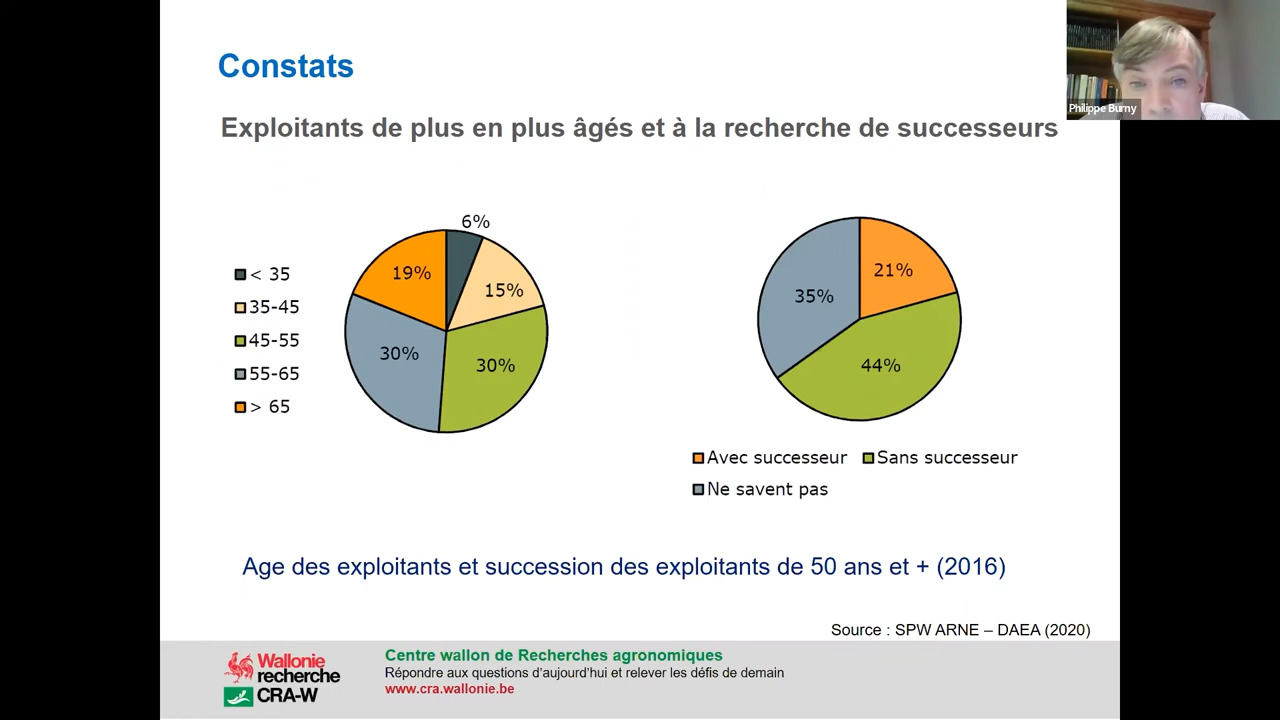 Constats
Philippe Burny
Exploitants de plus en plus âgés et à la recherche de successeurs
< 35
35-45
45-55
55-65
> 65
6%
15%
30%
30%
19%
21%
44%
35%
Avec successeur
Sans successeur
Ne savent pas
Age des exploitants et succession des exploitants de 50 ans et + (2016)
Source : SPW ARNE – DAEA (2020)
Wallonie
recherche
CRA-W
Centre wallon de Recherches agronomiques
Répondre aux questions d'aujourd'hui et relever les défis de demain
www.cra.wallonie.be